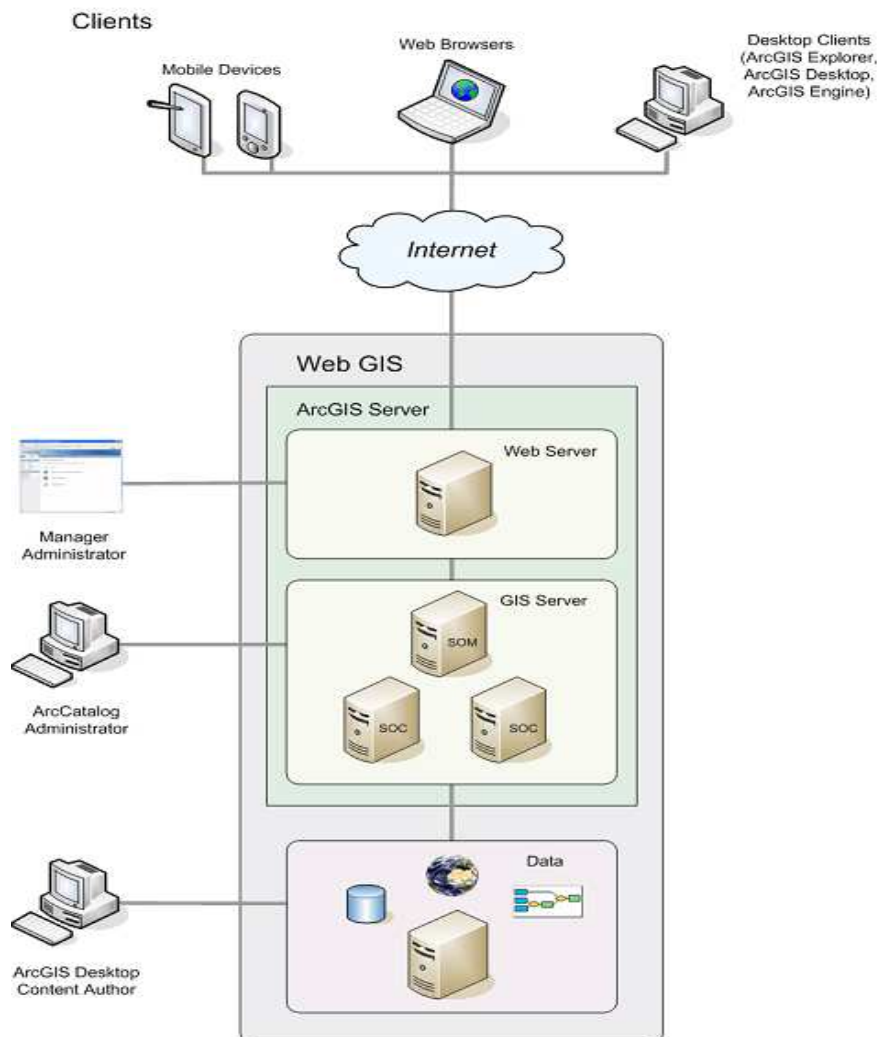 Clients
Mobile Devices
Web Browsers
Desktop Clients
(ArcGIS Explorer,
ArcGIS Desktop,
ArcGIS Engine)
Internet
Web GIS
ArcGIS Server
Web Server
Manager
Administrator
GIS Server
SOM
SOC
SOC
ArcCatalog
Administrator
Data
ArcGIS Desktop
Content Author